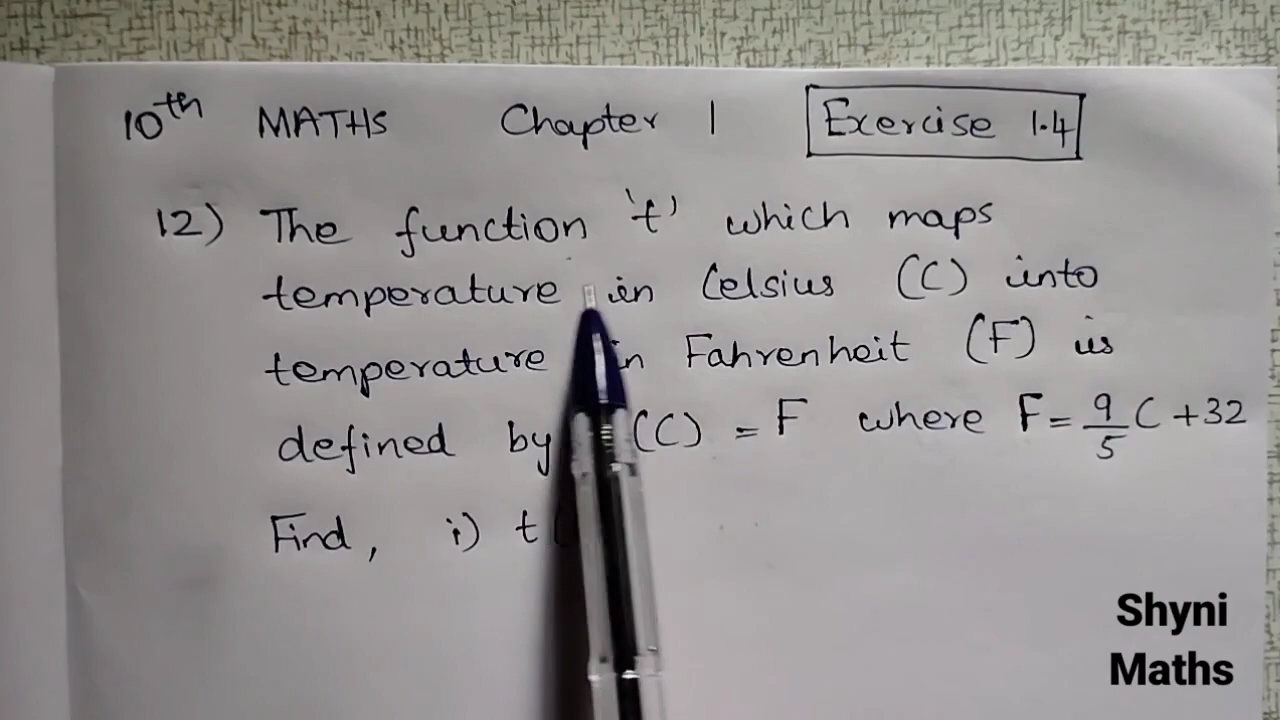 10th MATHS Chapter 1 Exercise 1.4
12) The function 't' which maps
temperature in Celsius (C) into
temperature in Fahrenheit (F) is
defined by (C) = F where F = 9/5 C + 32
Find, i) t(
Shyni
Maths